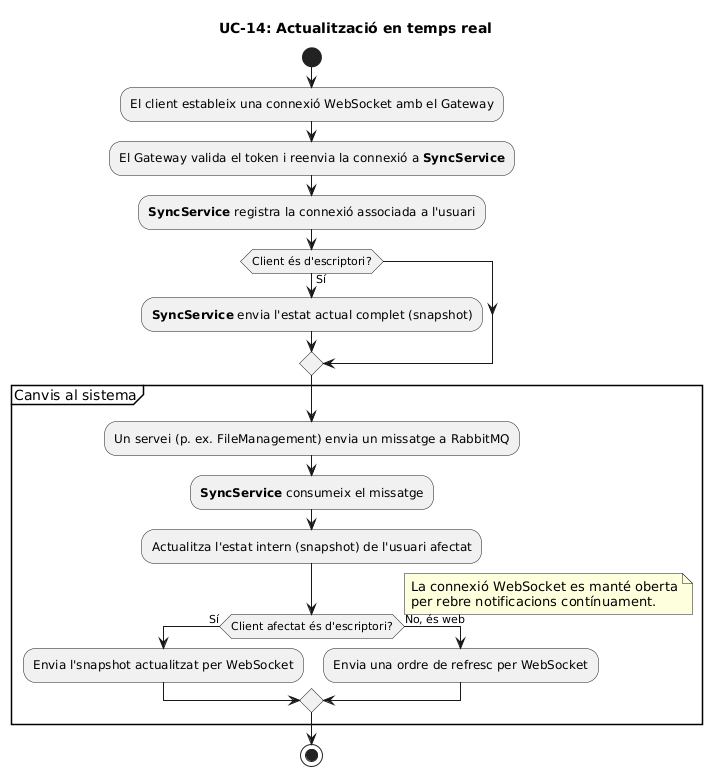 UC-14: Actualització en temps real
El client estableix una connexió WebSocket amb el Gateway
El Gateway valida el token i reenvia la connexió a SyncService
SyncService registra la connexió associada a l'usuari
Client és d'escriptori?
Sí
SyncService envia l'estat actual complet (snapshot)
Canvis al sistema
Un servei (p. ex. FileManagement) envia un missatge a RabbitMQ
SyncService consumeix el missatge
Actualitza l'estat intern (snapshot) de l'usuari afectat
La connexió WebSocket es manté oberta
per rebre notificacions contínuament.
Sí
Client afectat és d'escriptori?
No, és web
Envia l'snapshot actualitzat per WebSocket
Envia una ordre de refresc per WebSocket